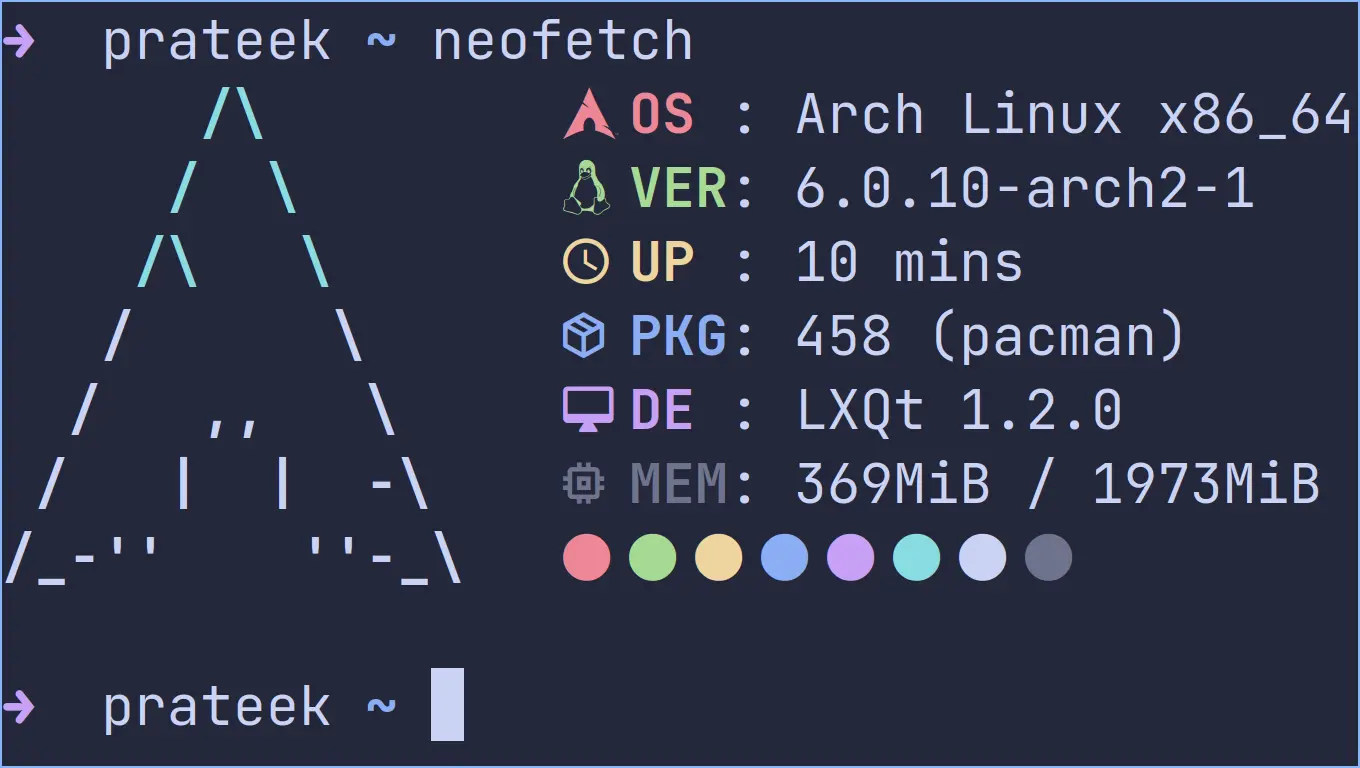 ➜ prateek ~ neofetch
/\ OS : Arch Linux x86_64
/ \ VER: 6.0.10-arch2-1
/\ \ UP : 10 mins
/ \ PKG: 458 (pacman)
/ ,, \ DE : LXQt 1.2.0
/ | | -\ MEM: 369MiB / 1973MiB
/_-'' ''-_\
➜ prateek ~